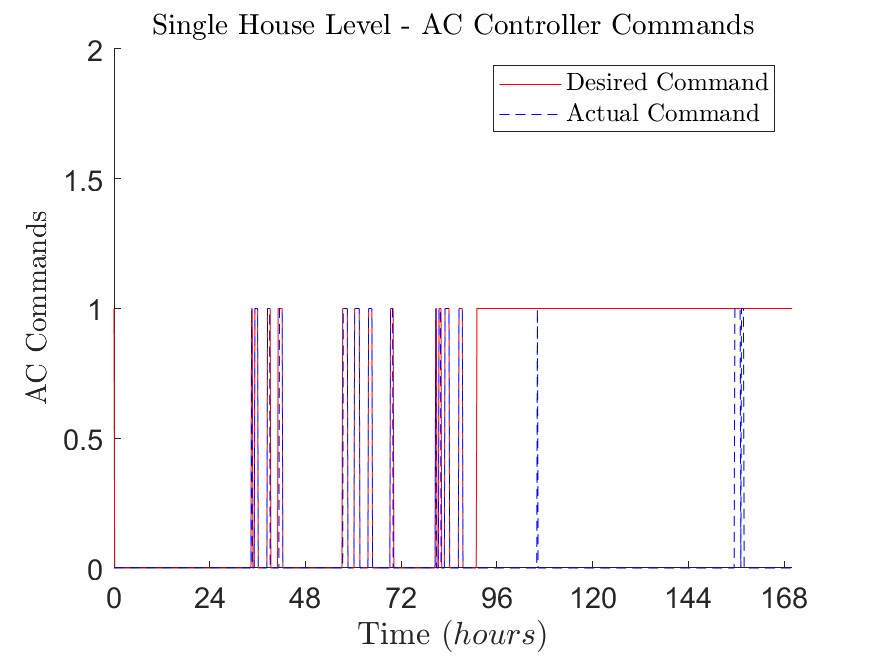 Single House Level - AC Controller Commands
Desired Command
Actual Command
AC Commands
2
1.5
1
0.5
0
0 24 48 72 96 120 144 168
Time (hours)